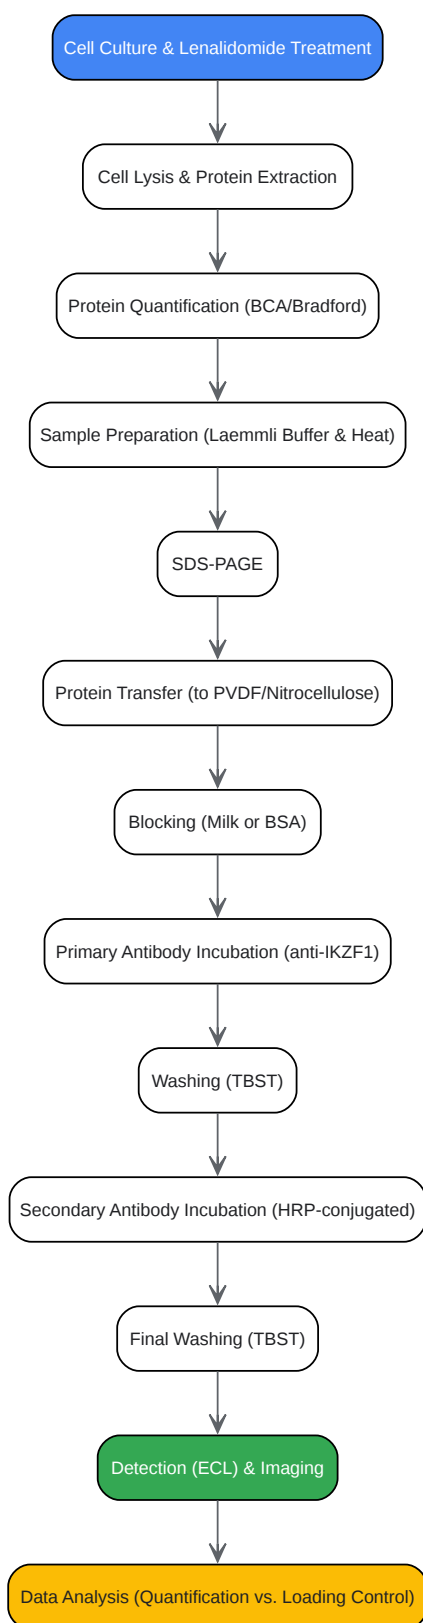 Cell Culture & Lenalidomide Treatment
Cell Lysis & Protein Extraction
Protein Quantification (BCA/Bradford)
Sample Preparation (Laemmli Buffer & Heat)
SDS-PAGE
Protein Transfer (to PVDF/Nitrocellulose)
Blocking (Milk or BSA)
Primary Antibody Incubation (anti-IKZF1)
Washing (TBST)
Secondary Antibody Incubation (HRP-conjugated)
Final Washing (TBST)
Detection (ECL) & Imaging
Data Analysis (Quantification vs. Loading Control)